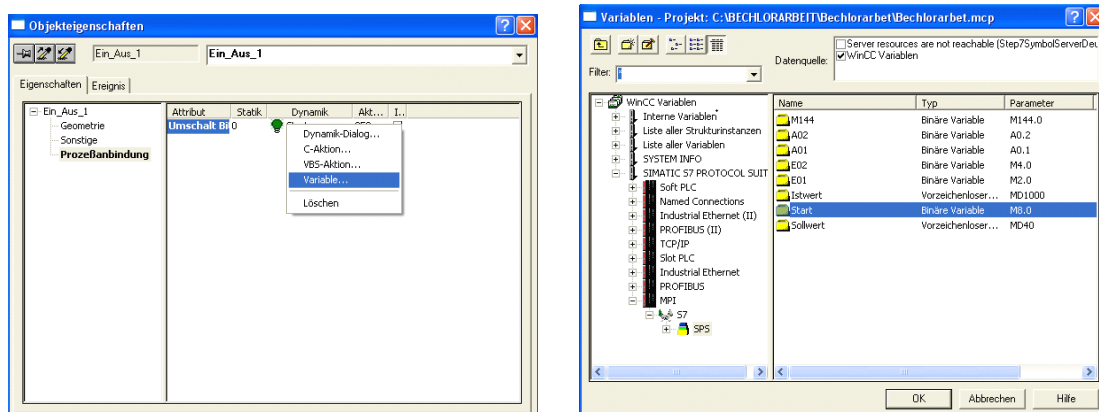 Objekteigenschaften
Ein_Aus_1
Ein_Aus_1
Eigenschaften Ereignis
Ein_Aus_1
Geometrie
Sonstige
Prozeßanbindung
Attribut Statik Dynamik Akt... I..
Umschalt Bi 0
Dynamik-Dialog...
C-Aktion...
VBS-Aktion...
Variable...
Löschen
Variablen - Projekt: C:\BECHLORARBEIT\Bechlorarbet\Bechlorarbet.mcp
Filter:
Datenquelle:
Server resources are not reachable (Step7SymbolServerDeu
WinCC Variablen
WinCC Variablen
Interne Variablen
Liste aller Strukturinstanzen
Liste aller Variablen
SYSTEM INFO
SIMATIC S7 PROTOCOL SUIT
Soft PLC
Named Connections
Industrial Ethernet (II)
PROFIBUS (II)
TCP/IP
Slot PLC
Industrial Ethernet
PROFIBUS
MPI
S7
SPS
Name Typ Parameter
M144 Binäre Variable M144.0
A02 Binäre Variable A0.2
A01 Binäre Variable A0.1
E02 Binäre Variable M4.0
E01 Binäre Variable M2.0
Istwert Vorzeichenloser... MD1000
Start Binäre Variable M8.0
Sollwert Vorzeichenloser... MD40
OK Abbrechen Hilfe